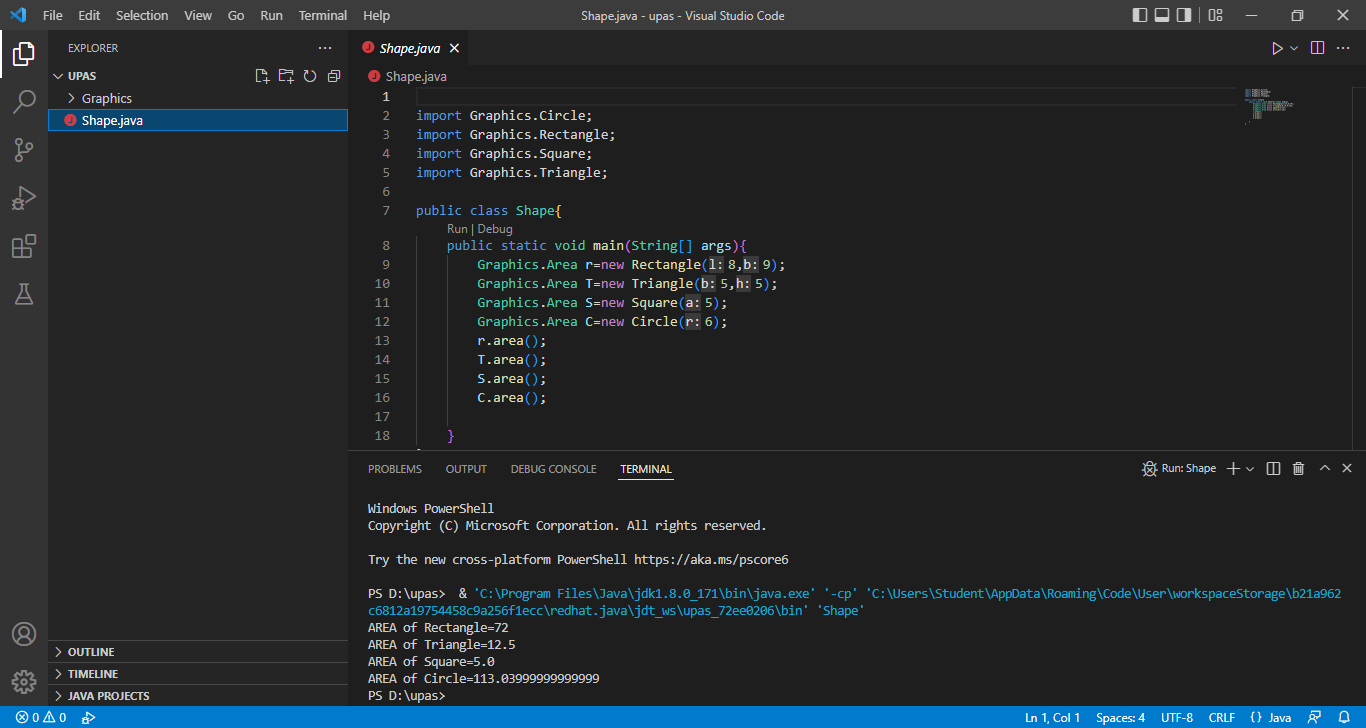 File Edit Selection View Go Run Terminal Help
Shape.java - upas - Visual Studio Code
EXPLORER
UPAS
Graphics
Shape.java
OUTLINE
TIMELINE
JAVA PROJECTS
Shape.java
Shape.java
1
2 import Graphics.Circle;
3 import Graphics.Rectangle;
4 import Graphics.Square;
5 import Graphics.Triangle;
6
7 public class Shape{
Run | Debug
8 public static void main(String[] args){
9 Graphics.Area r=new Rectangle(l:8,b:9);
10 Graphics.Area T=new Triangle(b:5,h:5);
11 Graphics.Area S=new Square(a:5);
12 Graphics.Area C=new Circle(r:6);
13 r.area();
14 T.area();
15 S.area();
16 C.area();
17
18 }
PROBLEMS OUTPUT DEBUG CONSOLE TERMINAL
Run: Shape
Windows PowerShell
Copyright (C) Microsoft Corporation. All rights reserved.
Try the new cross-platform PowerShell https://aka.ms/pscore6
PS D:\upas> & 'C:\Program Files\Java\jdk1.8.0_171\bin\java.exe' '-cp' 'C:\Users\Student\AppData\Roaming\Code\User\workspaceStorage\b21a962
c6812a19754458c9a256f1ecc\redhat.java\jdt_ws\upas_72ee0206\bin' 'Shape'
AREA of Rectangle=72
AREA of Triangle=12.5
AREA of Square=5.0
AREA of Circle=113.03999999999999
PS D:\upas>
0 0
Ln 1, Col 1 Spaces: 4 UTF-8 CRLF {} Java